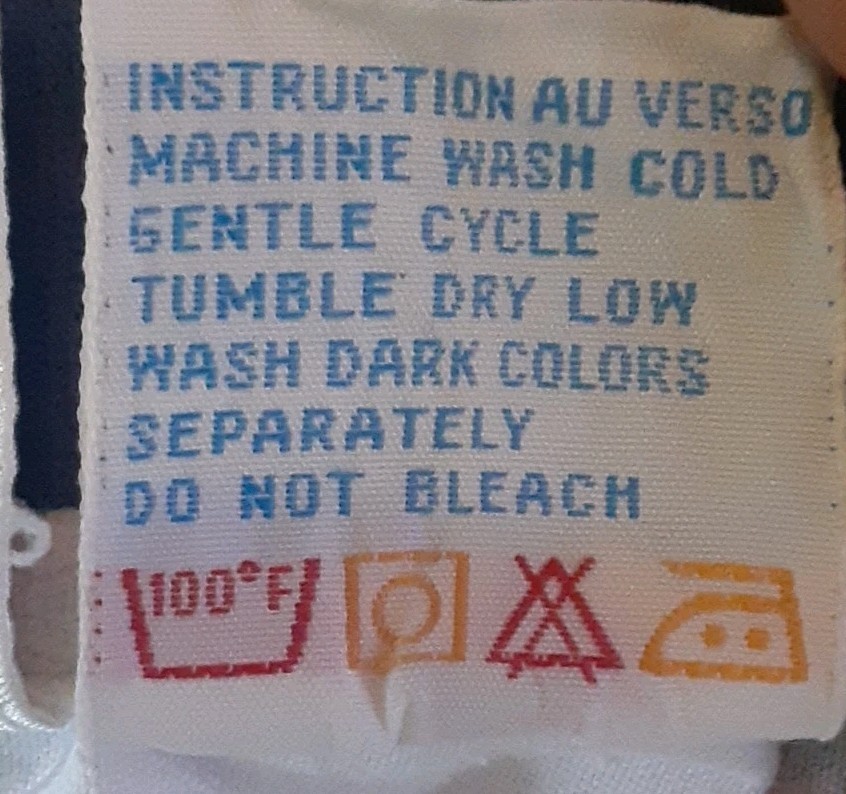 INSTRUCTION AU VERSO
MACHINE WASH COLD
GENTLE CYCLE
TUMBLE DRY LOW
WASH DARK COLORS
SEPARATELY
DO NOT BLEACH
100°F